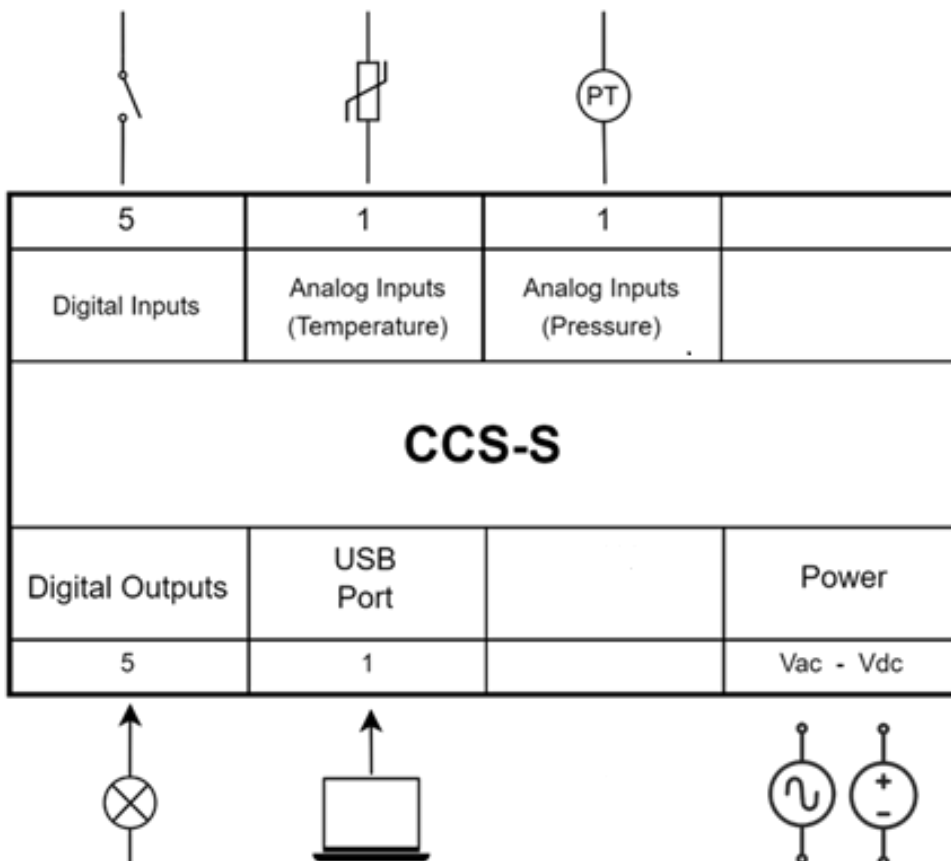 PT
5
1
1
Digital Inputs
Analog Inputs
(Temperature)
Analog Inputs
(Pressure)
CCS-S
Digital Outputs
USB
Port
Power
5
1
Vac - Vdc
+
-